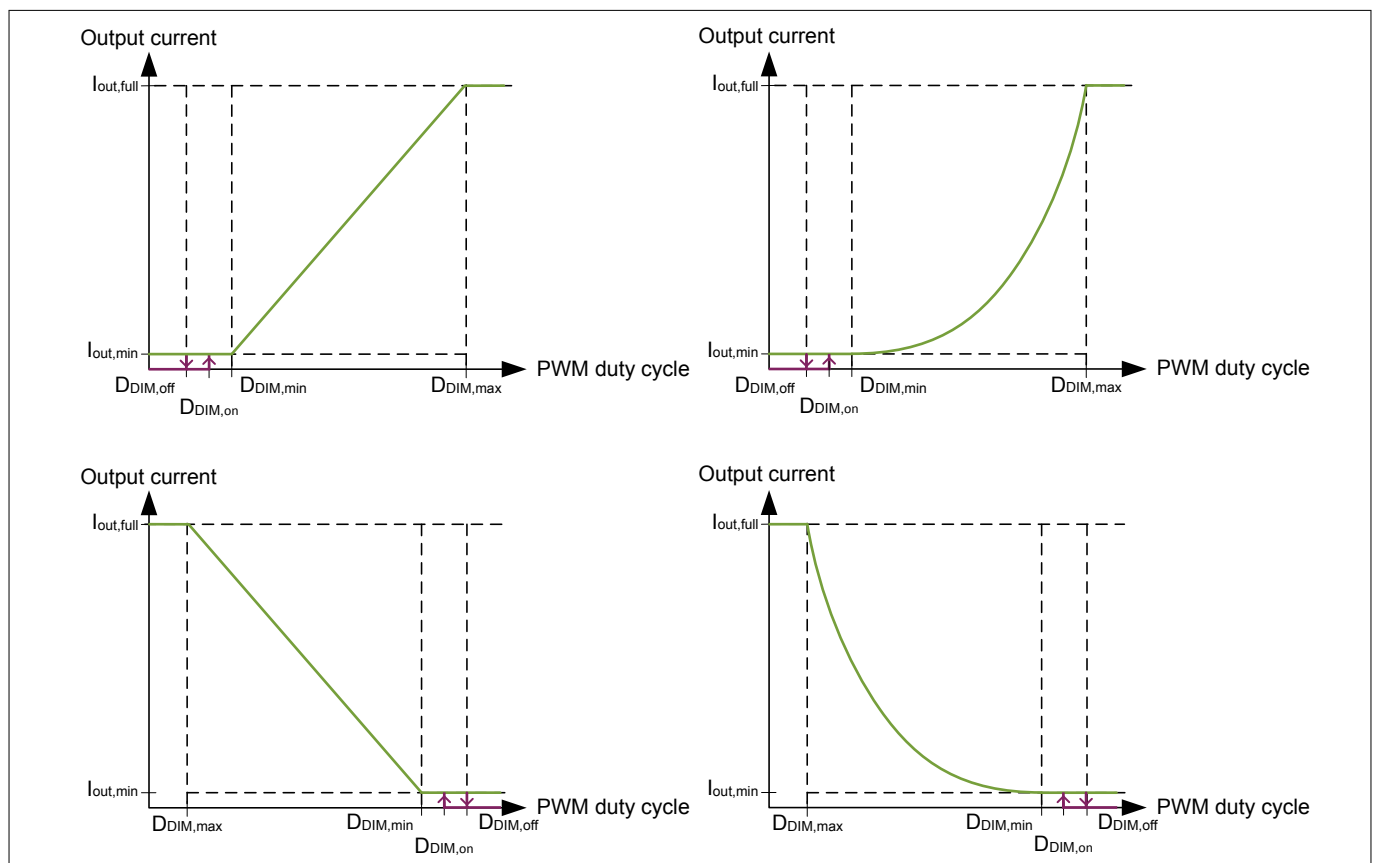 Output current
Iout,full
Iout,min
DDIM,off
DDIM,on
DDIM,min
DDIM,max
PWM duty cycle
Output current
Iout,full
Iout,min
DDIM,off
DDIM,on
DDIM,min
DDIM,max
PWM duty cycle
Output current
Iout,full
Iout,min
DDIM,max
DDIM,min
DDIM,on
DDIM,off
PWM duty cycle
Output current
Iout,full
Iout,min
DDIM,max
DDIM,min
DDIM,on
DDIM,off
PWM duty cycle